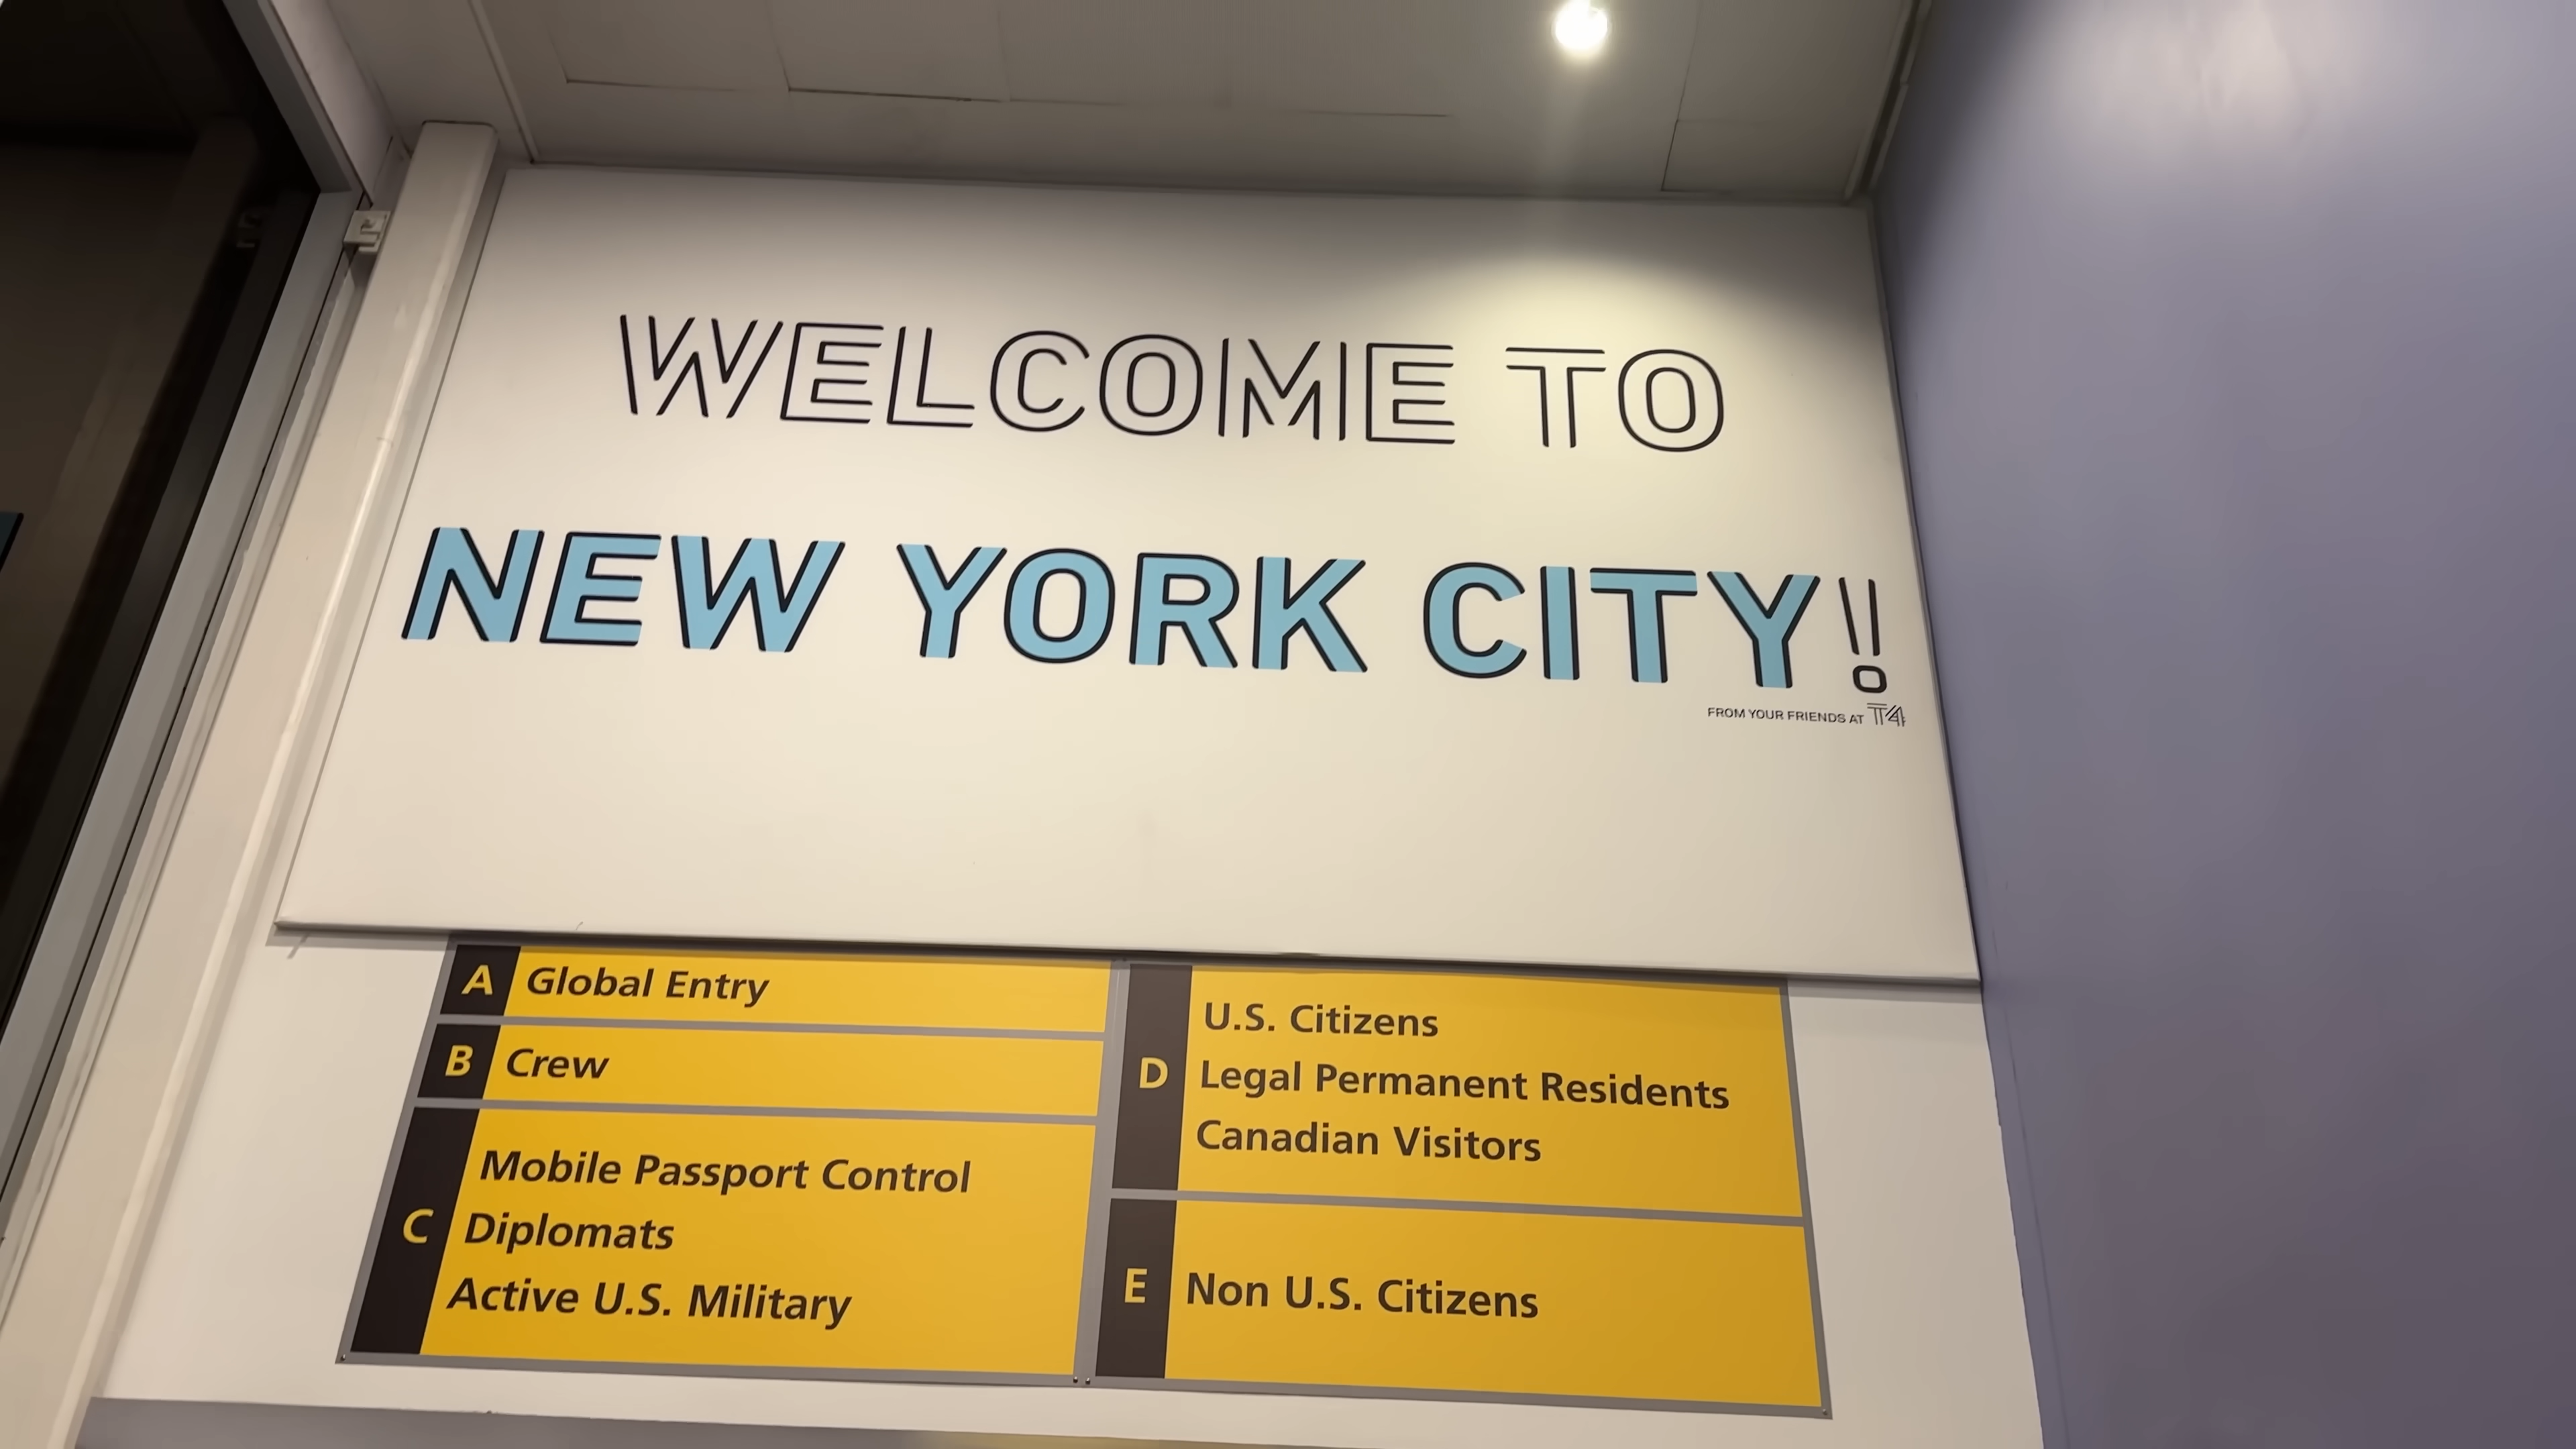 WELCOME TO
NEW YORK CITY!
FROM YOUR FRIENDS AT T4
A Global Entry
B Crew
C
Mobile Passport Control
Diplomats
Active U.S. Military
D
U.S. Citizens
Legal Permanent Residents
Canadian Visitors
E Non U.S. Citizens